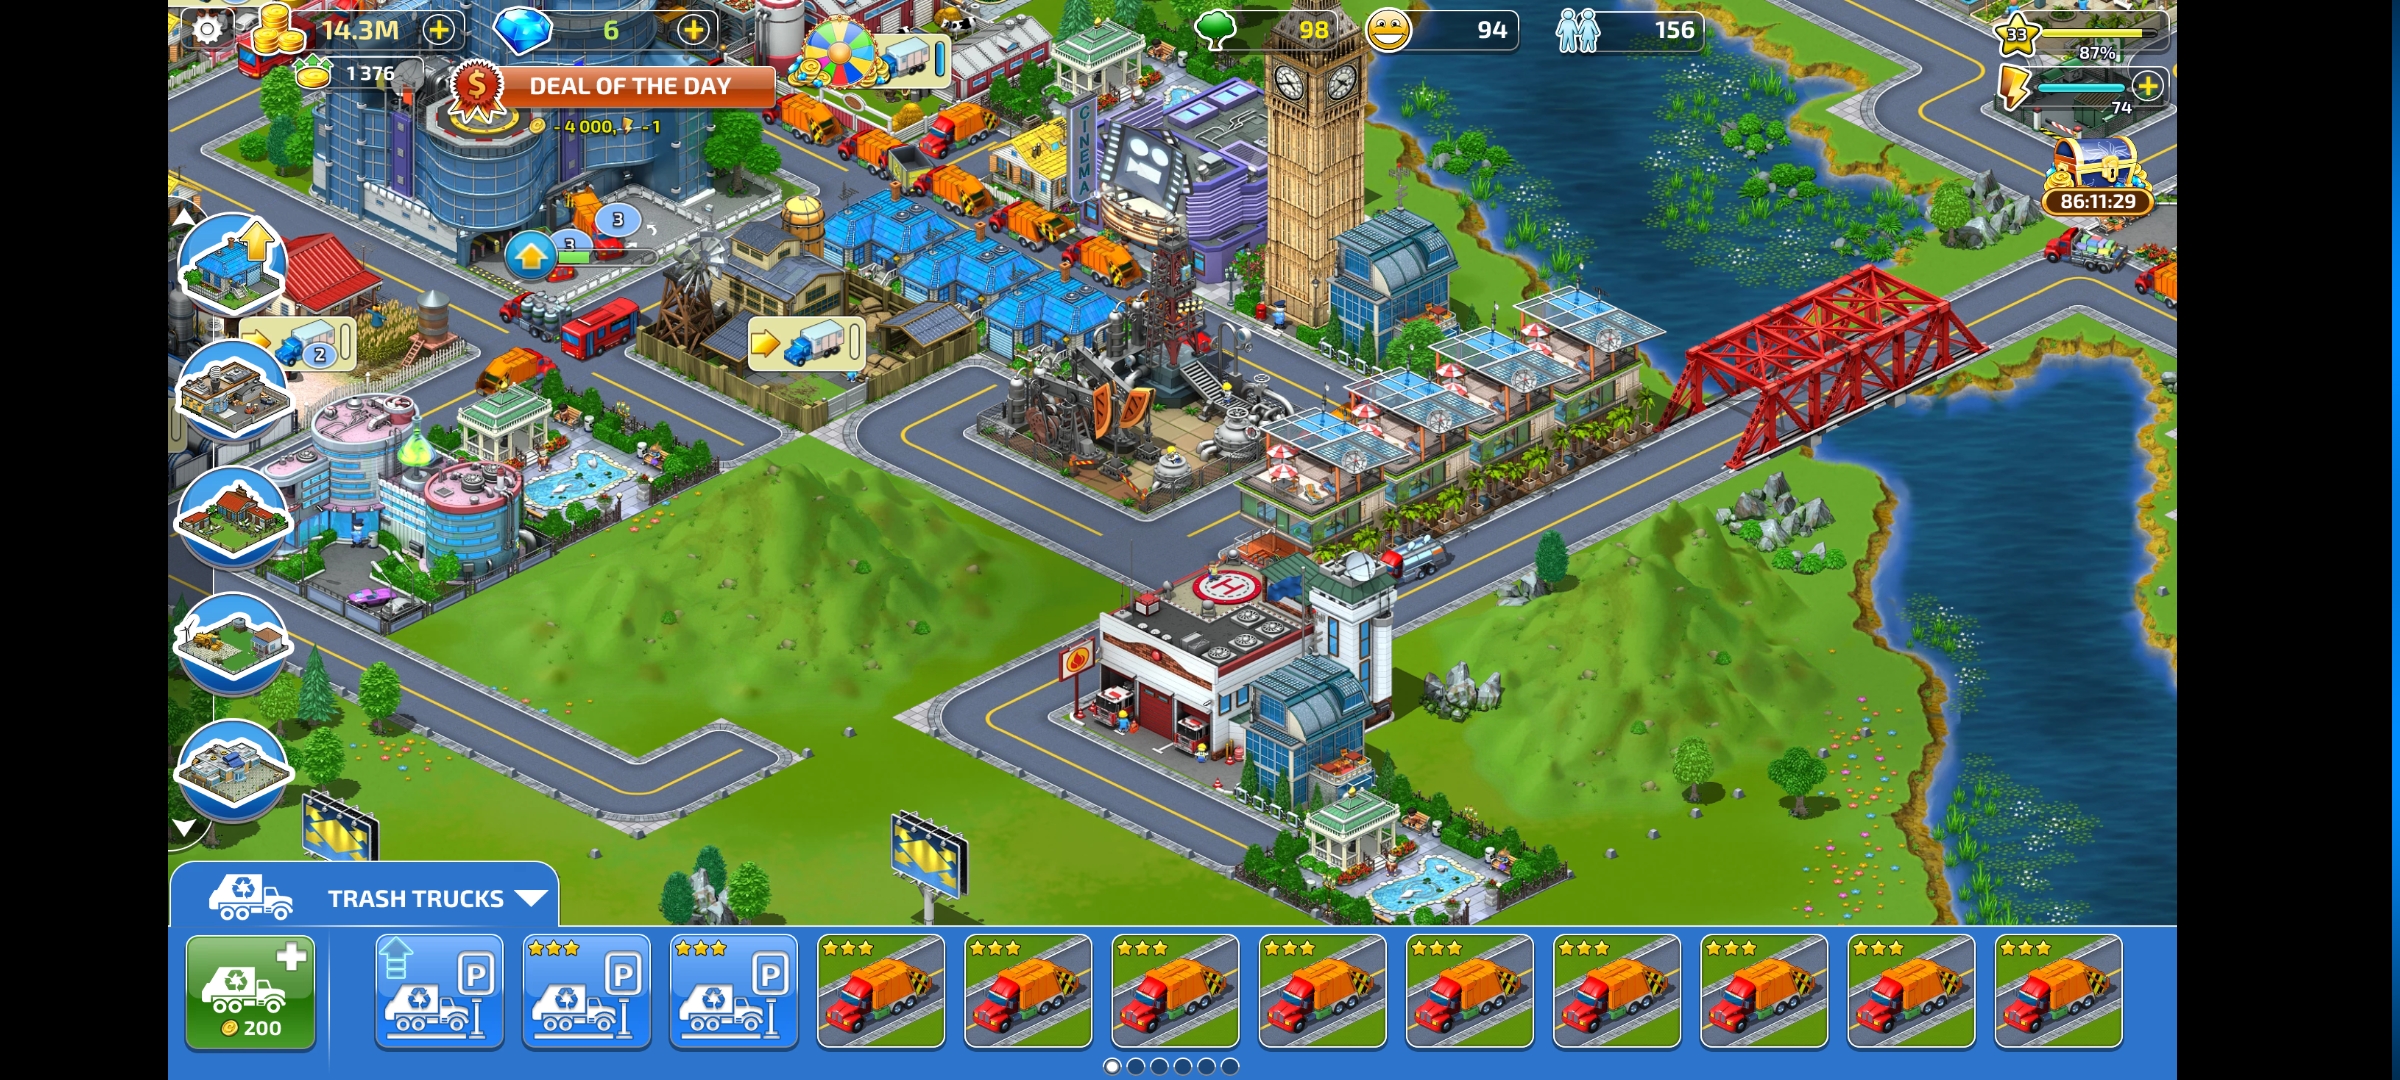 14.3M
6
98
94
156
33
87%
1 376
DEAL OF THE DAY
74
- 4 000, - 1
CINEMA
86:11:29
3
3
2
H
TRASH TRUCKS
P
P
P
200